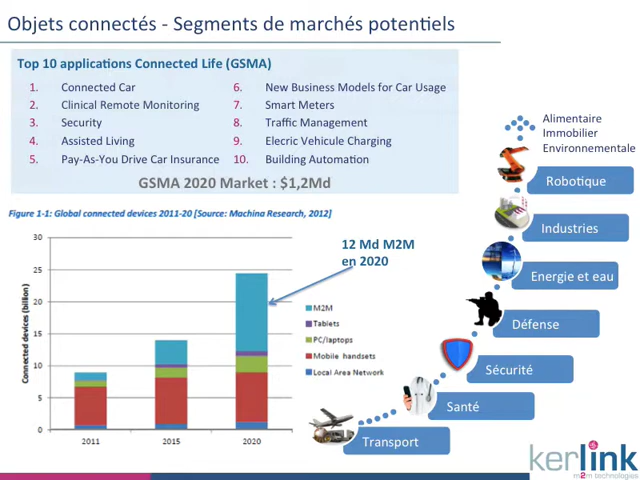 Objets connectés - Segments de marchés potentiels
Top 10 applications Connected Life (GSMA)
1. Connected Car
2. Clinical Remote Monitoring
3. Security
4. Assisted Living
5. Pay-As-You Drive Car Insurance
6. New Business Models for Car Usage
7. Smart Meters
8. Traffic Management
9. Elecric Vehicule Charging
10. Building Automation
GSMA 2020 Market : $1,2Md
Figure 1-1: Global connected devices 2011-20 [Source: Machina Research, 2012]
12 Md M2M
en 2020
Connected devices (billion)
30
25
20
15
10
5
0
2011
2015
2020
M2M
Tablets
PC/laptops
Mobile handsets
Local Area Network
Alimentaire
Immobilier
Environnementale
Robotique
Industries
Energie et eau
Défense
Sécurité
Santé
Transport
kerlink
m2m technologies